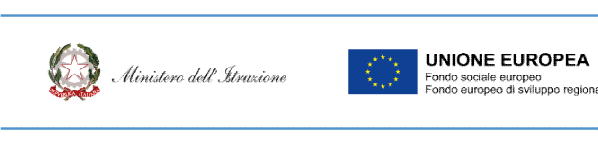 Ministero dell'Istruzione
UNIONE EUROPEA
Fondo sociale europeo
Fondo europeo di sviluppo regiona